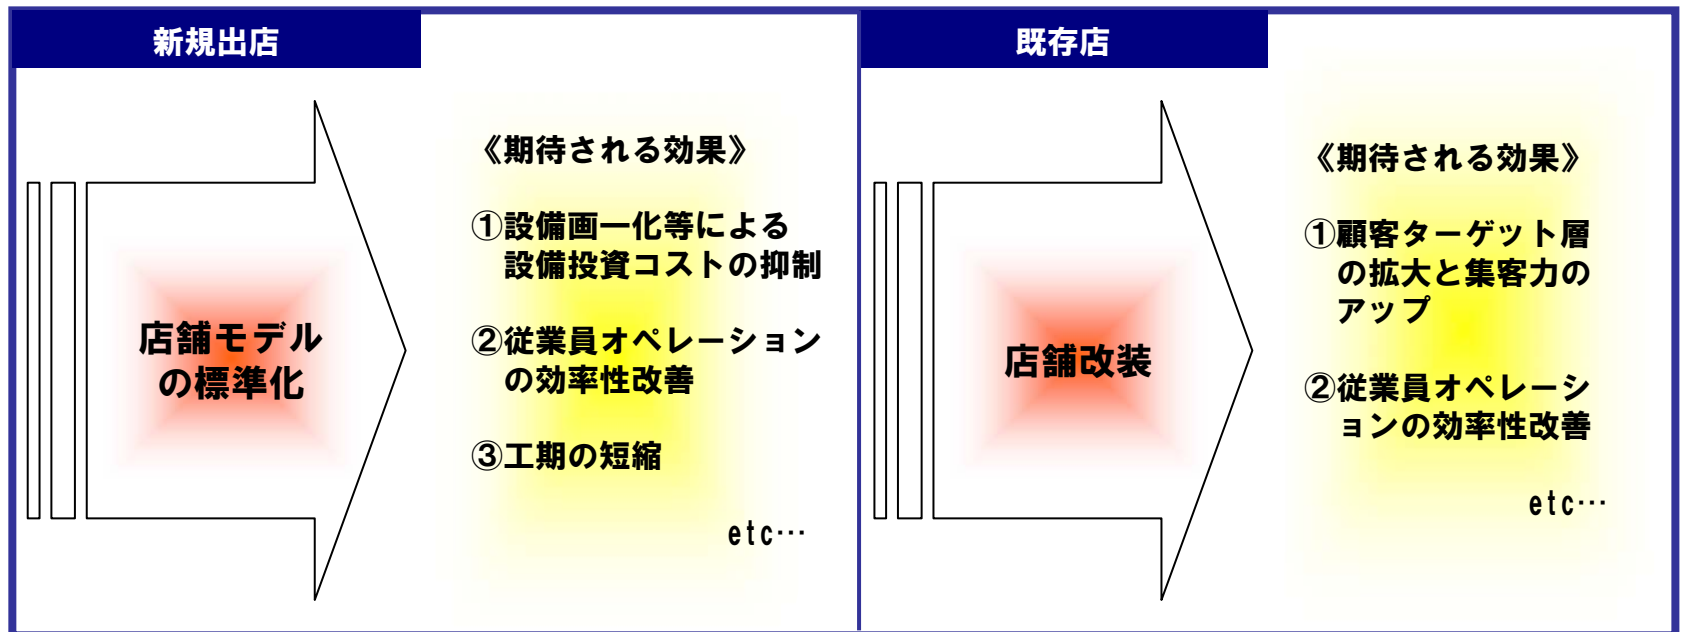 新規出店
店舗モデル
の標準化
《期待される効果》
①設備画一化等による
設備投資コストの抑制
②従業員オペレーション
の効率性改善
③工期の短縮
etc…
既存店
店舗改装
《期待される効果》
①顧客ターゲット層
の拡大と集客力の
アップ
②従業員オペレーシ
ョンの効率性改善
etc…